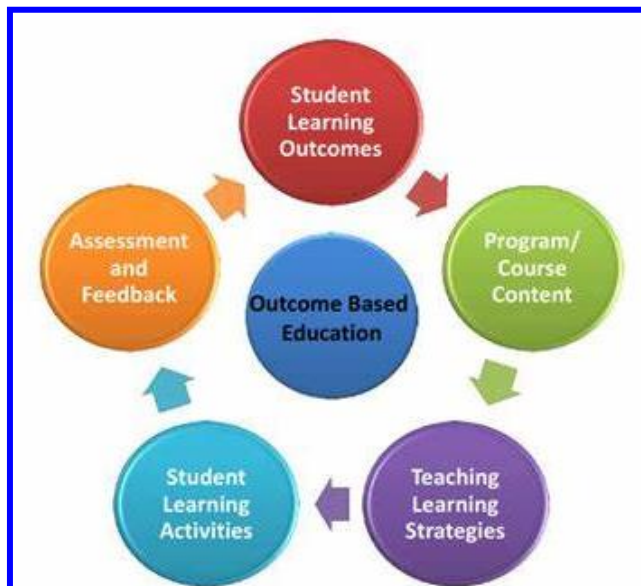 Student
Learning
Outcomes
Program/
Course
Content
Teaching
Learning
Strategies
Student
Learning
Activities
Assessment
and
Feedback
Outcome Based
Education